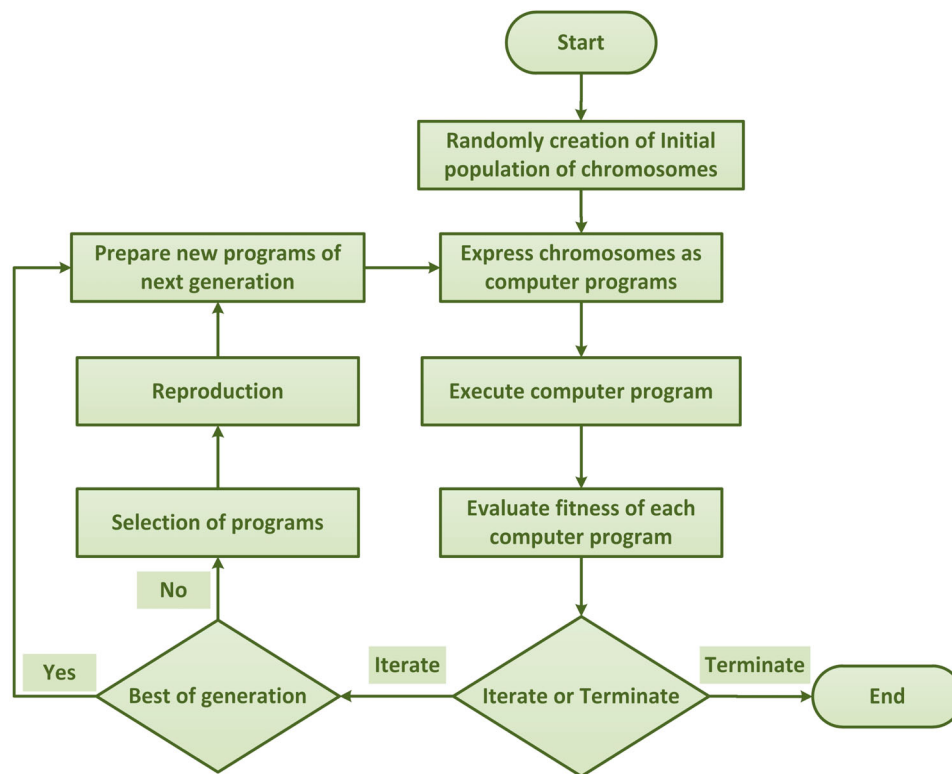 Start
Randomly creation of Initial
population of chromosomes
Prepare new programs of
next generation
Express chromosomes as
computer programs
Reproduction
Execute computer program
Selection of programs
Evaluate fitness of each
computer program
No
Yes
Best of generation
Iterate
Iterate or Terminate
Terminate
End